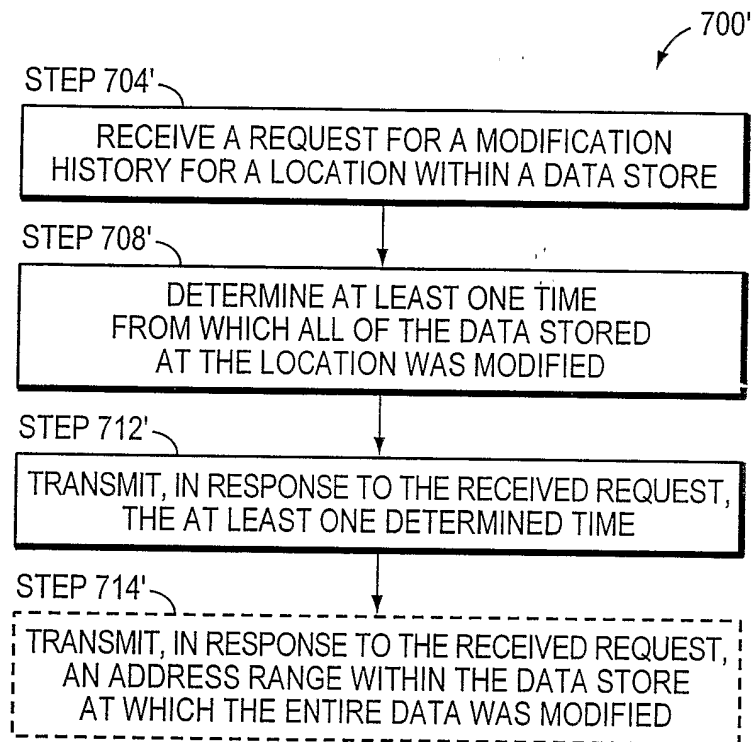 700'
STEP 704'
RECEIVE A REQUEST FOR A MODIFICATION
HISTORY FOR A LOCATION WITHIN A DATA STORE
STEP 708'
DETERMINE AT LEAST ONE TIME
FROM WHICH ALL OF THE DATA STORED
AT THE LOCATION WAS MODIFIED
STEP 712'
TRANSMIT, IN RESPONSE TO THE RECEIVED REQUEST,
THE AT LEAST ONE DETERMINED TIME
STEP 714'
TRANSMIT, IN RESPONSE TO THE RECEIVED REQUEST,
AN ADDRESS RANGE WITHIN THE DATA STORE
AT WHICH THE ENTIRE DATA WAS MODIFIED